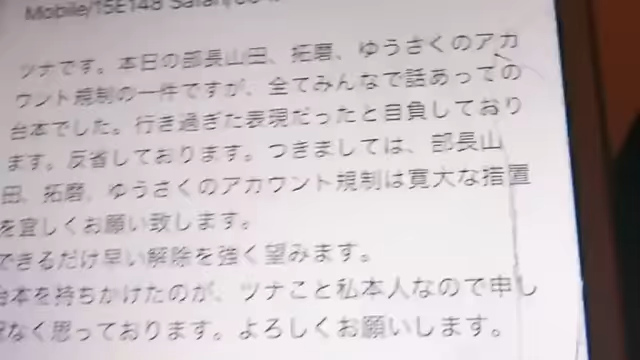 Mobile/15E148 Safari/604
ツナです。本日の部長山田、拓磨、ゆうさくのアカ
ウント規制の一件ですが、全てみんなで話あっての
台本でした。行き過ぎた表現だったと自負しており
ます。反省しております。つきましては、部長山
田、拓磨、ゆうさくのアカウント規制は寛大な措置
を宜しくお願い致します。
できるだけ早い解除を強く望みます。
台本を持ちかけたのが、ツナこと私本人なので申し
訳なく思っております。よろしくお願いします。